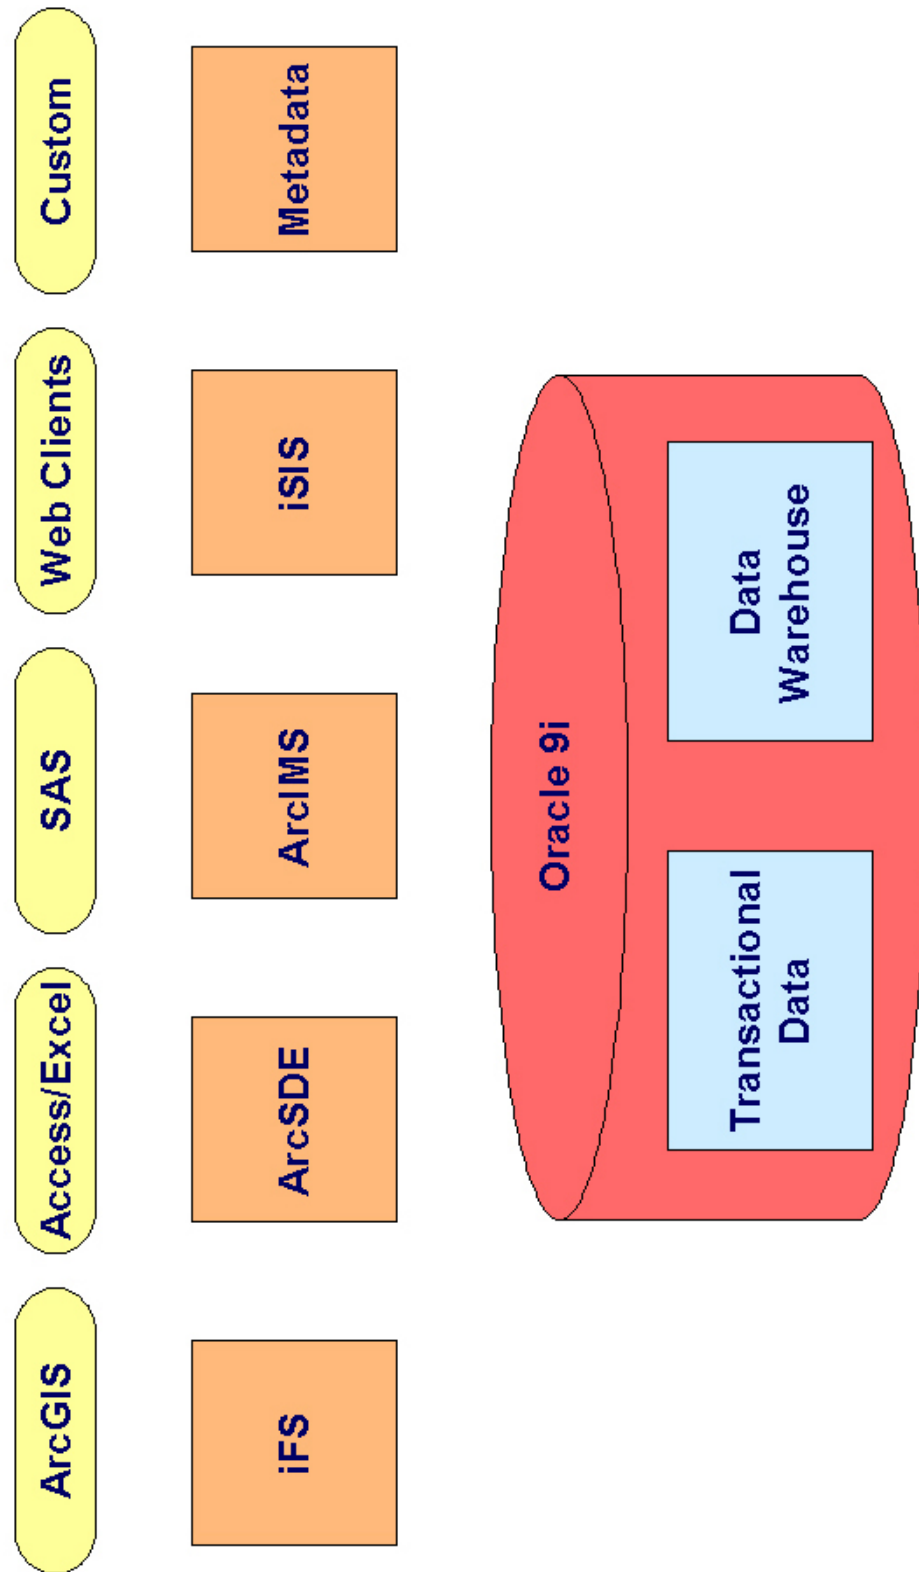 ArcGIS
Access/Excel
SAS
Web Clients
Custom
iFS
ArcSDE
ArcIMS
iSIS
Metadata
Oracle 9i
Transactional
Data
Data
Warehouse